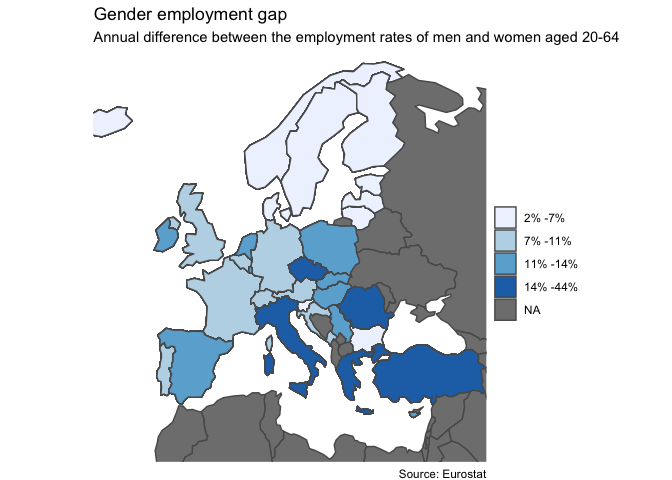 Gender employment gap
Annual difference between the employment rates of men and women aged 20-64
2% -7%
7% -11%
11% -14%
14% -44%
NA
Source: Eurostat